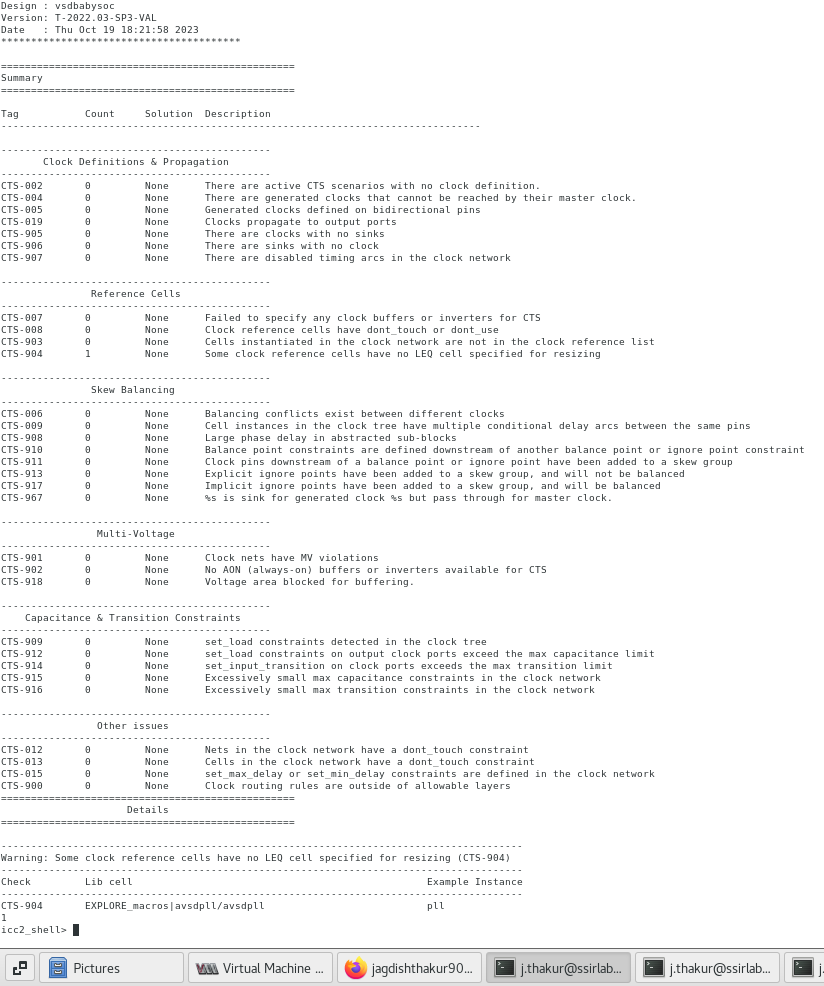 Design : vsdbabysoc
Version: T-2022.03-SP3-VAL
Date   : Thu Oct 19 18:21:58 2023
****************************************

=================================================
Summary
=================================================

Tag           Count     Solution  Description
--------------------------------------------------------------------------------

---------------------------------------------
       Clock Definitions & Propagation
---------------------------------------------
CTS-002       0         None      There are active CTS scenarios with no clock definition.
CTS-004       0         None      There are generated clocks that cannot be reached by their master clock.
CTS-005       0         None      Generated clocks defined on bidirectional pins
CTS-019       0         None      Clocks propagate to output ports
CTS-905       0         None      There are clocks with no sinks
CTS-906       0         None      There are sinks with no clock
CTS-907       0         None      There are disabled timing arcs in the clock network

---------------------------------------------
               Reference Cells
---------------------------------------------
CTS-007       0         None      Failed to specify any clock buffers or inverters for CTS
CTS-008       0         None      Clock reference cells have dont_touch or dont_use
CTS-903       0         None      Cells instantiated in the clock network are not in the clock reference list
CTS-904       1         None      Some clock reference cells have no LEQ cell specified for resizing

---------------------------------------------
               Skew Balancing
---------------------------------------------
CTS-006       0         None      Balancing conflicts exist between different clocks
CTS-009       0         None      Cell instances in the clock tree have multiple conditional delay arcs between the same pins
CTS-908       0         None      Large phase delay in abstracted sub-blocks
CTS-910       0         None      Balance point constraints are defined downstream of another balance point or ignore point constraint
CTS-911       0         None      Clock pins downstream of a balance point or ignore point have been added to a skew group
CTS-913       0         None      Explicit ignore points have been added to a skew group, and will not be balanced
CTS-917       0         None      Implicit ignore points have been added to a skew group, and will be balanced
CTS-967       0         None      %s is sink for generated clock %s but pass through for master clock.

---------------------------------------------
                Multi-Voltage
---------------------------------------------
CTS-901       0         None      Clock nets have MV violations
CTS-902       0         None      No AON (always-on) buffers or inverters available for CTS
CTS-918       0         None      Voltage area blocked for buffering.

---------------------------------------------
    Capacitance & Transition Constraints
---------------------------------------------
CTS-909       0         None      set_load constraints detected in the clock tree
CTS-912       0         None      set_load constraints on output clock ports exceed the max capacitance limit
CTS-914       0         None      set_input_transition on clock ports exceeds the max transition limit
CTS-915       0         None      Excessively small max capacitance constraints in the clock network
CTS-916       0         None      Excessively small max transition constraints in the clock network

---------------------------------------------
                Other issues
---------------------------------------------
CTS-012       0         None      Nets in the clock network have a dont_touch constraint
CTS-013       0         None      Cells in the clock network have a dont_touch constraint
CTS-015       0         None      set_max_delay or set_min_delay constraints are defined in the clock network
CTS-900       0         None      Clock routing rules are outside of allowable layers
=================================================
                     Details
=================================================

---------------------------------------------------------------------------------------
Warning: Some clock reference cells have no LEQ cell specified for resizing (CTS-904)
---------------------------------------------------------------------------------------
Check         Lib cell                                                 Example Instance
---------------------------------------------------------------------------------------
CTS-904       EXPLORE_macros|avsdpll/avsdpll                           pll
1
icc2_shell>
Pictures
Virtual Machine ...
jagdishthakur90...
j.thakur@ssirlab...
j.thakur@ssirlab...
j.